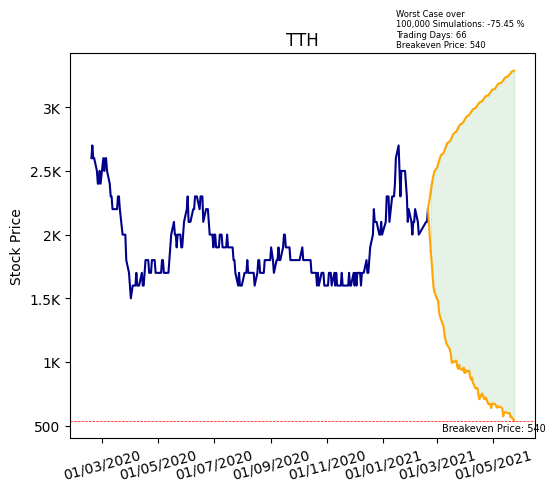 Worst Case over
100,000 Simulations: -75.45 %
Trading Days: 66
Breakeven Price: 540
TTH
Stock Price
3K
2.5K
2K
1.5K
1K
500
Breakeven Price: 540
01/03/2020
01/05/2020
01/07/2020
01/09/2020
01/11/2020
01/01/2021
01/03/2021
01/05/2021